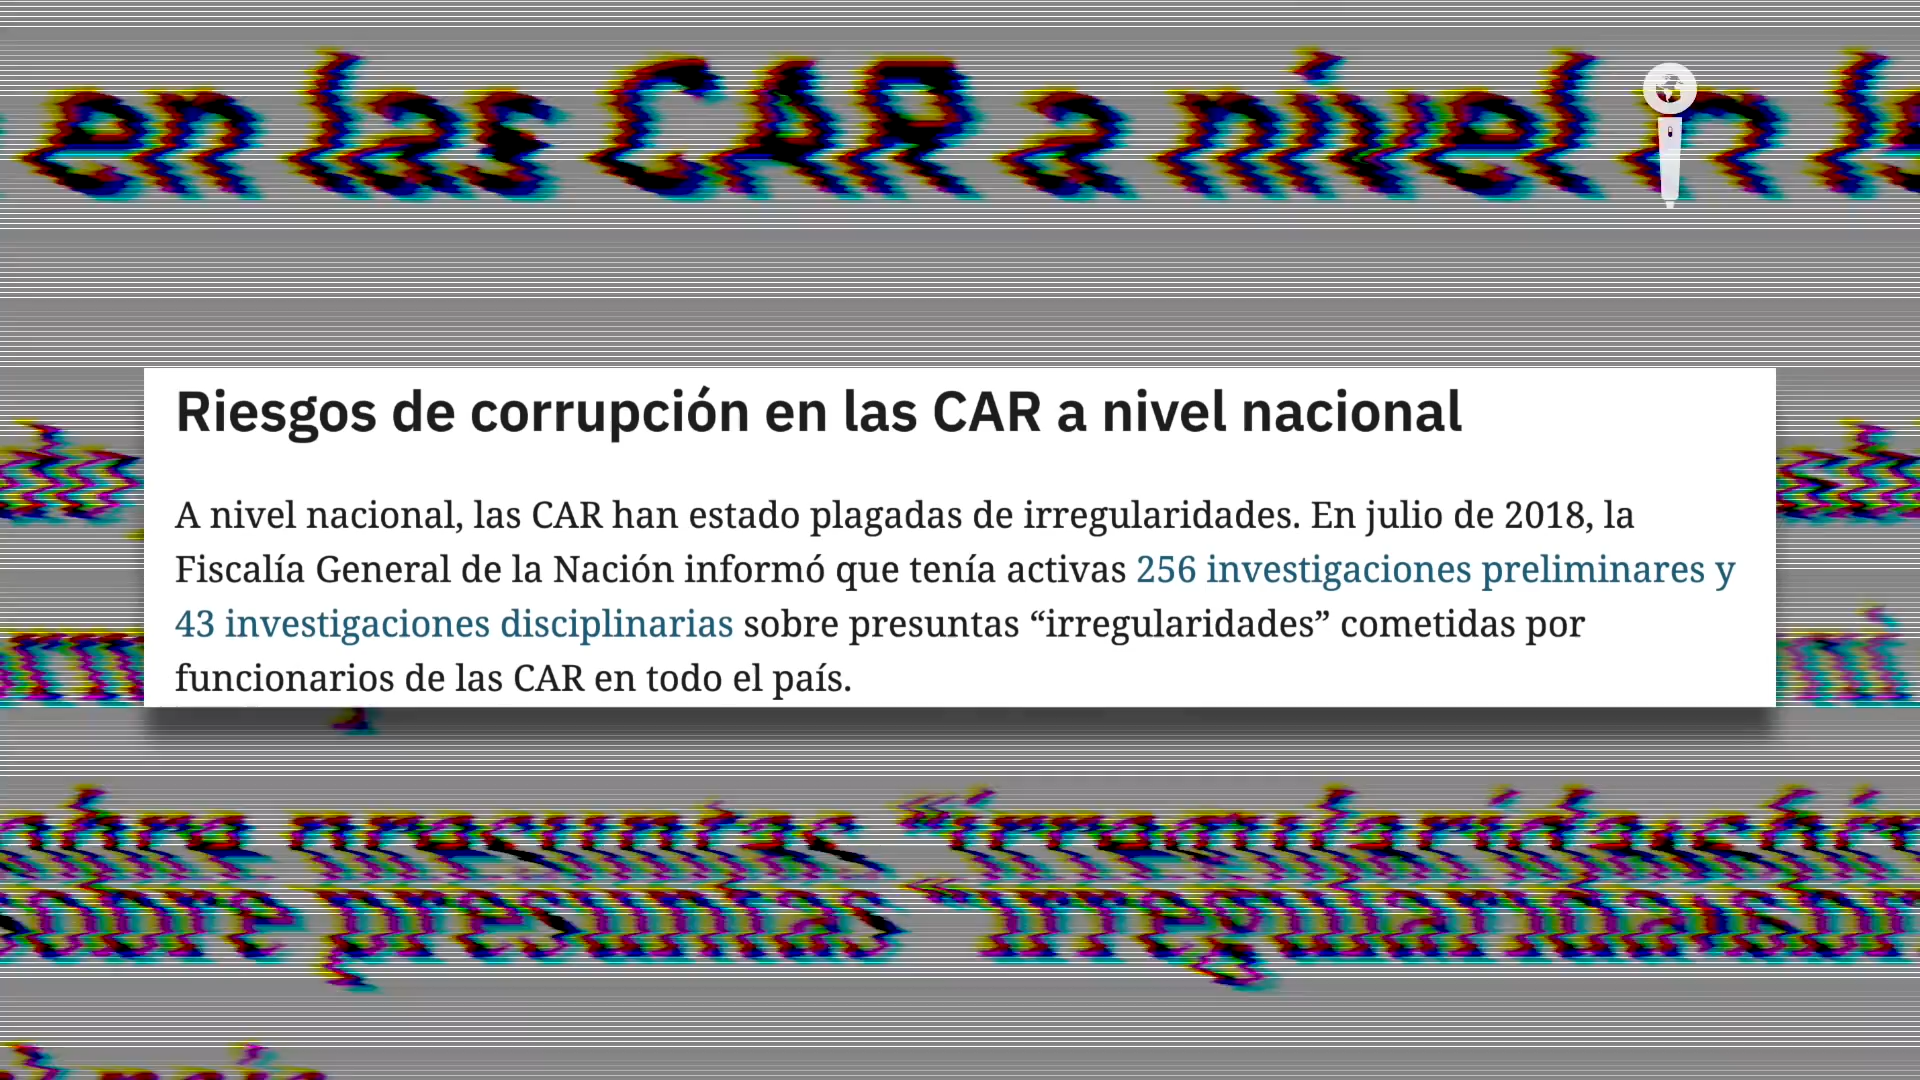 en las CAR a nivel
Riesgos de corrupción en las CAR a nivel nacional
A nivel nacional, las CAR han estado plagadas de irregularidades. En julio de 2018, la
Fiscalía General de la Nación informó que tenía activas 256 investigaciones preliminares y
43 investigaciones disciplinarias sobre presuntas “irregularidades” cometidas por
funcionarios de las CAR en todo el país.
sobre presuntas